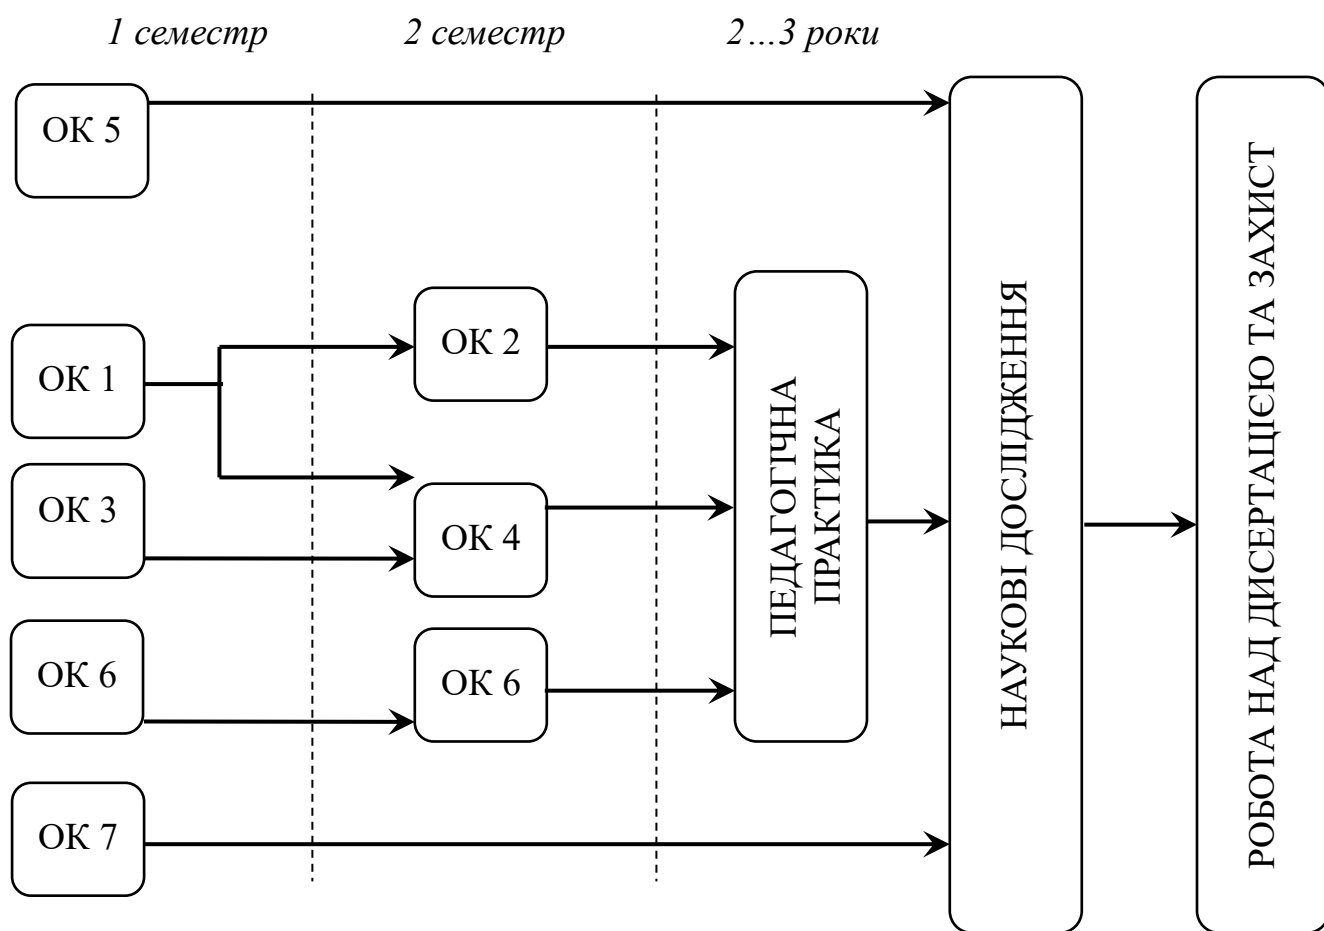 1 семестр
2 семестр
2…3 роки
ОК 5
ОК 1
ОК 2
ОК 3
ОК 4
ОК 6
ОК 6
ОК 7
ПЕДАГОГІЧНА
ПРАКТИКА
НАУКОВІ ДОСЛІДЖЕННЯ
РОБОТА НАД ДИСЕРТАЦІЄЮ ТА ЗАХИСТ